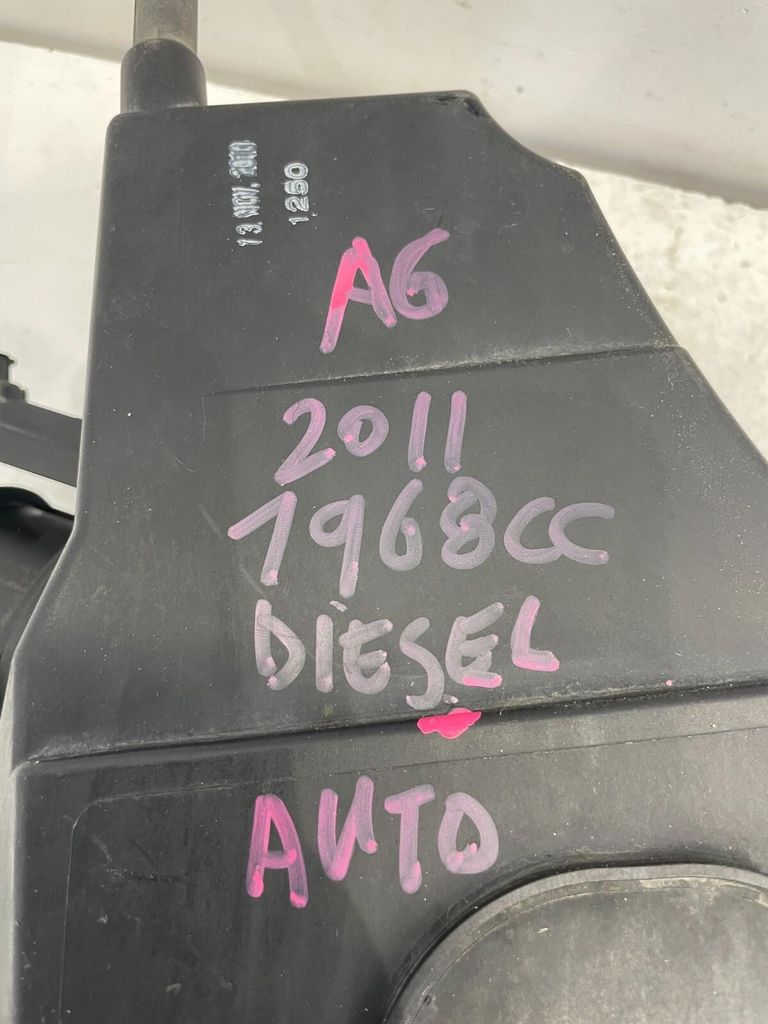 13. NOV. 2010
1250
A6
2011
1968CC
DIESEL
AUTO